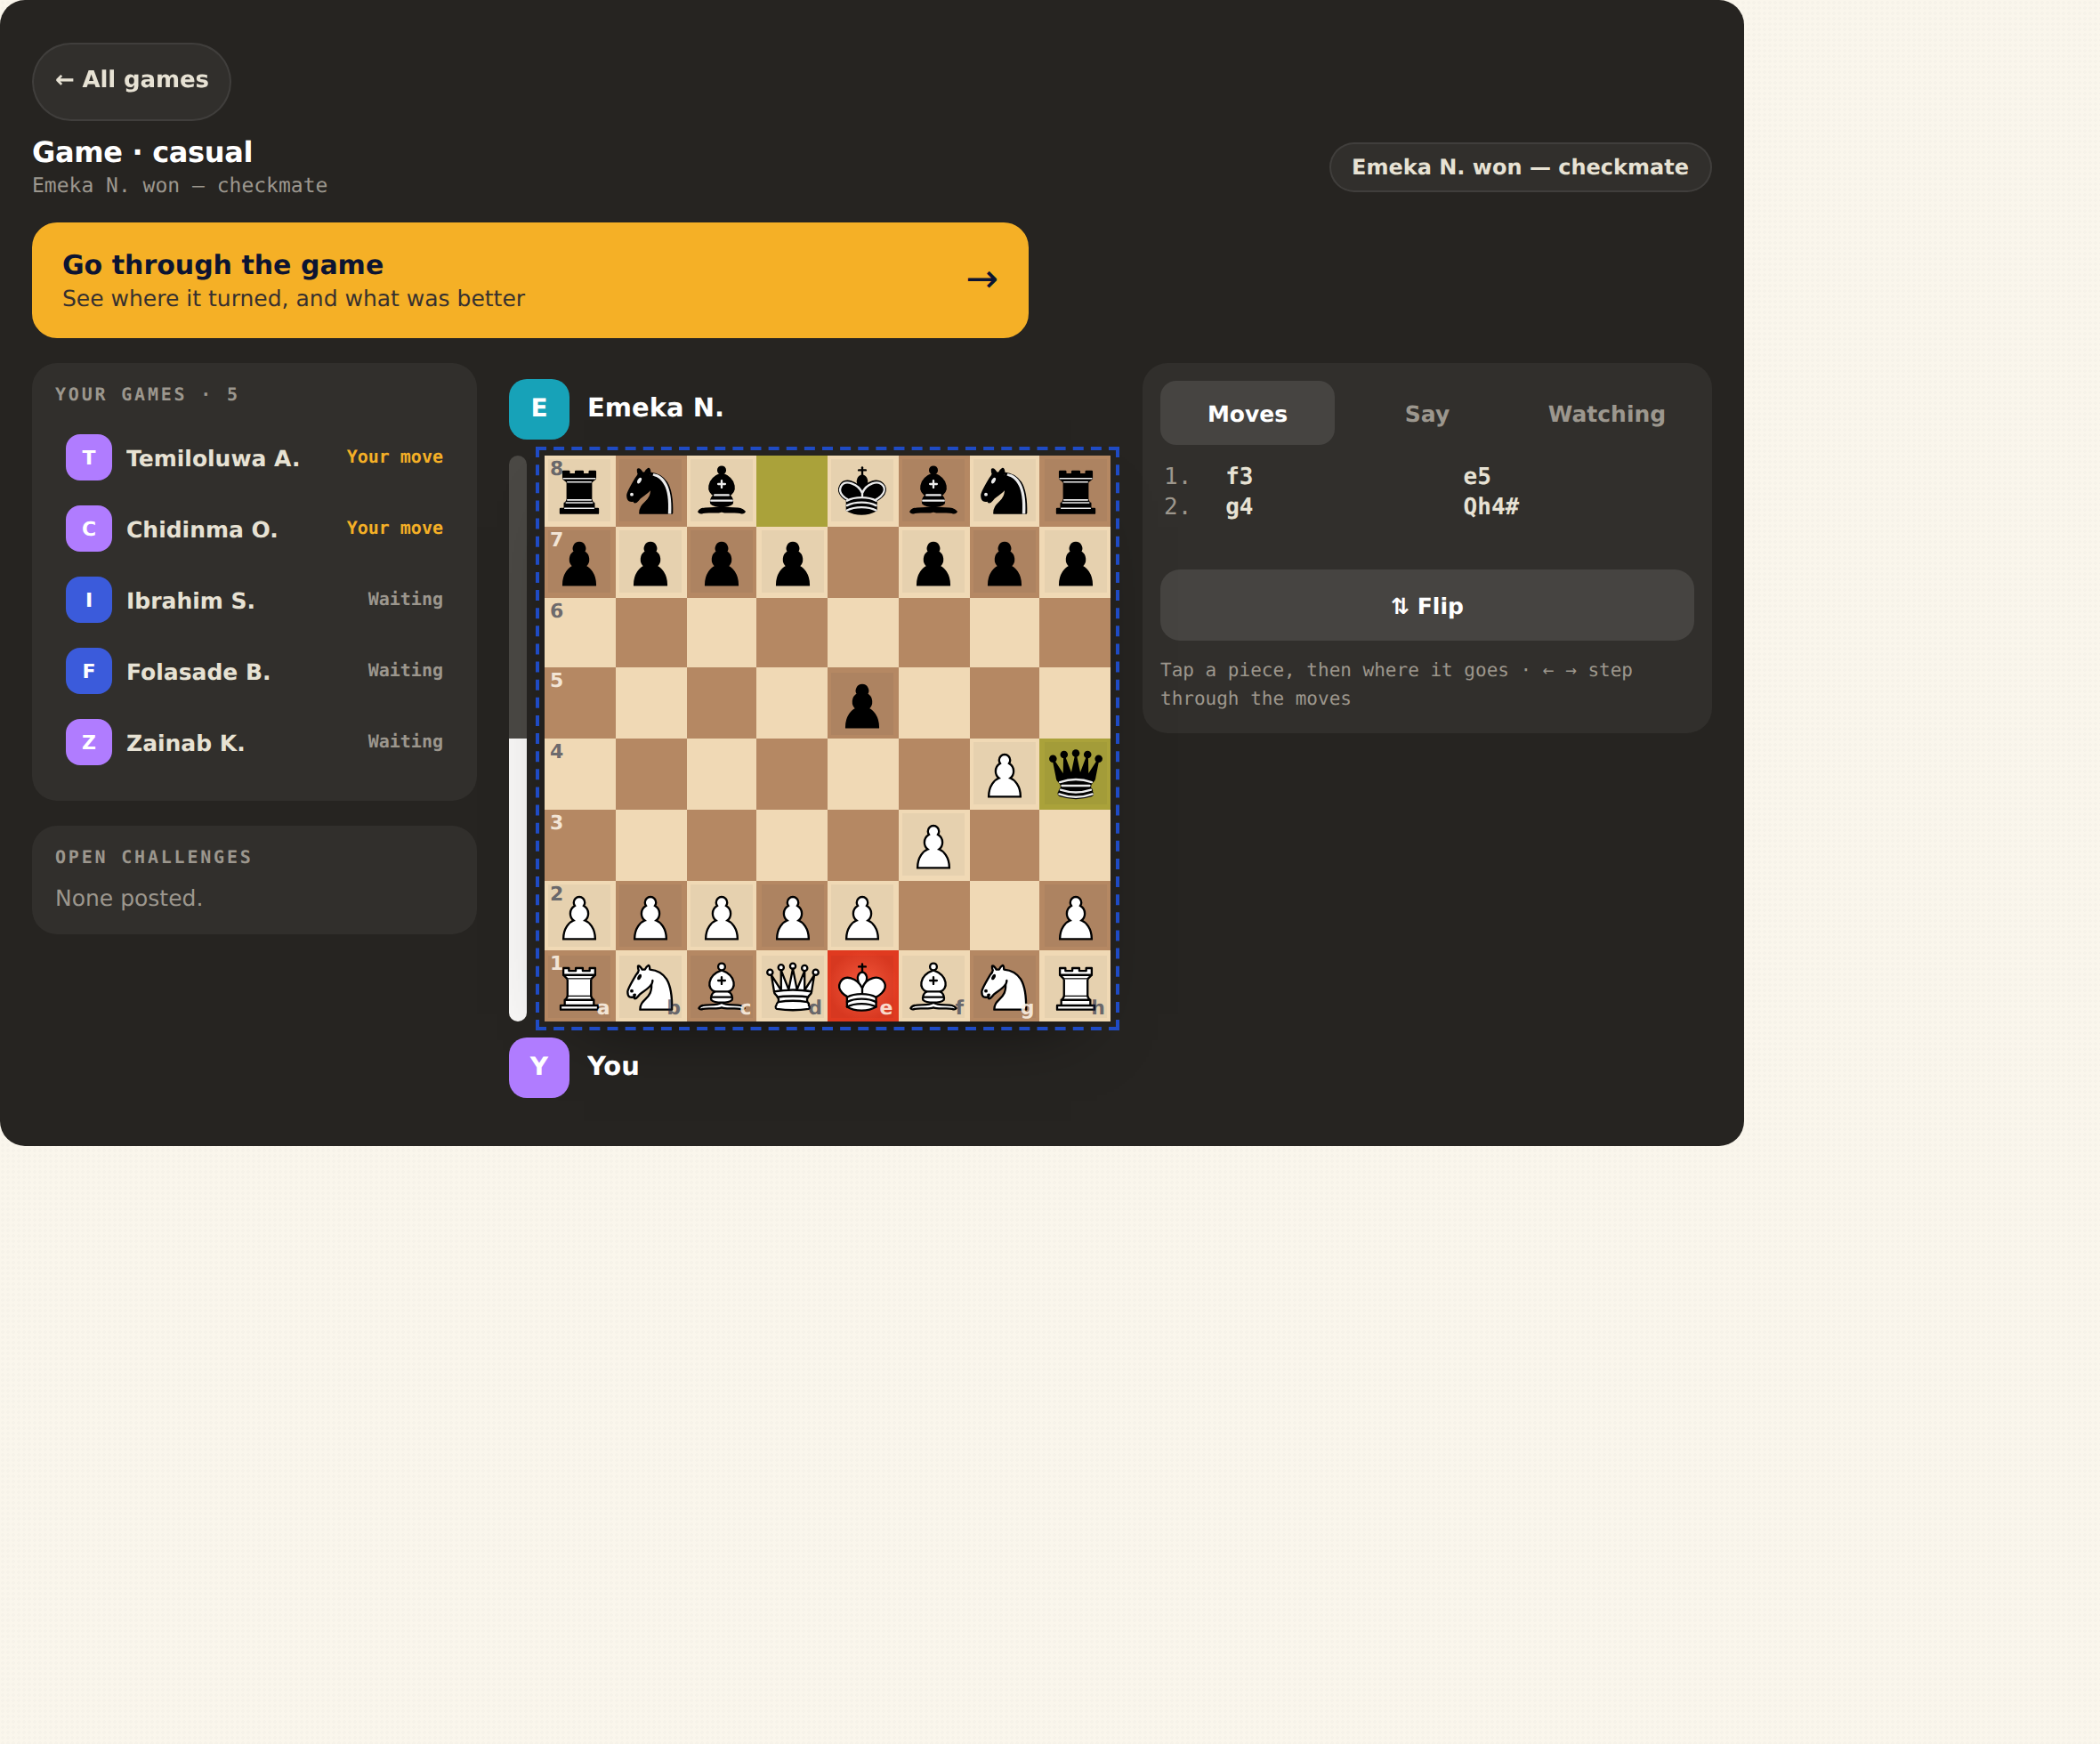 ← All games
Game · casual
Emeka N. won — checkmate
Emeka N. won — checkmate
Go through the game
See where it turned, and what was better
→
YOUR GAMES · 5
T Temiloluwa A. Your move
C Chidinma O. Your move
I Ibrahim S. Waiting
F Folasade B. Waiting
Z Zainab K. Waiting
OPEN CHALLENGES
None posted.
E Emeka N.
8
7
6
5
4
3
2
1
a b c d e f g h
Y You
Moves Say Watching
1. f3 e5
2. g4 Qh4#
⇅ Flip
Tap a piece, then where it goes · ← → step
through the moves